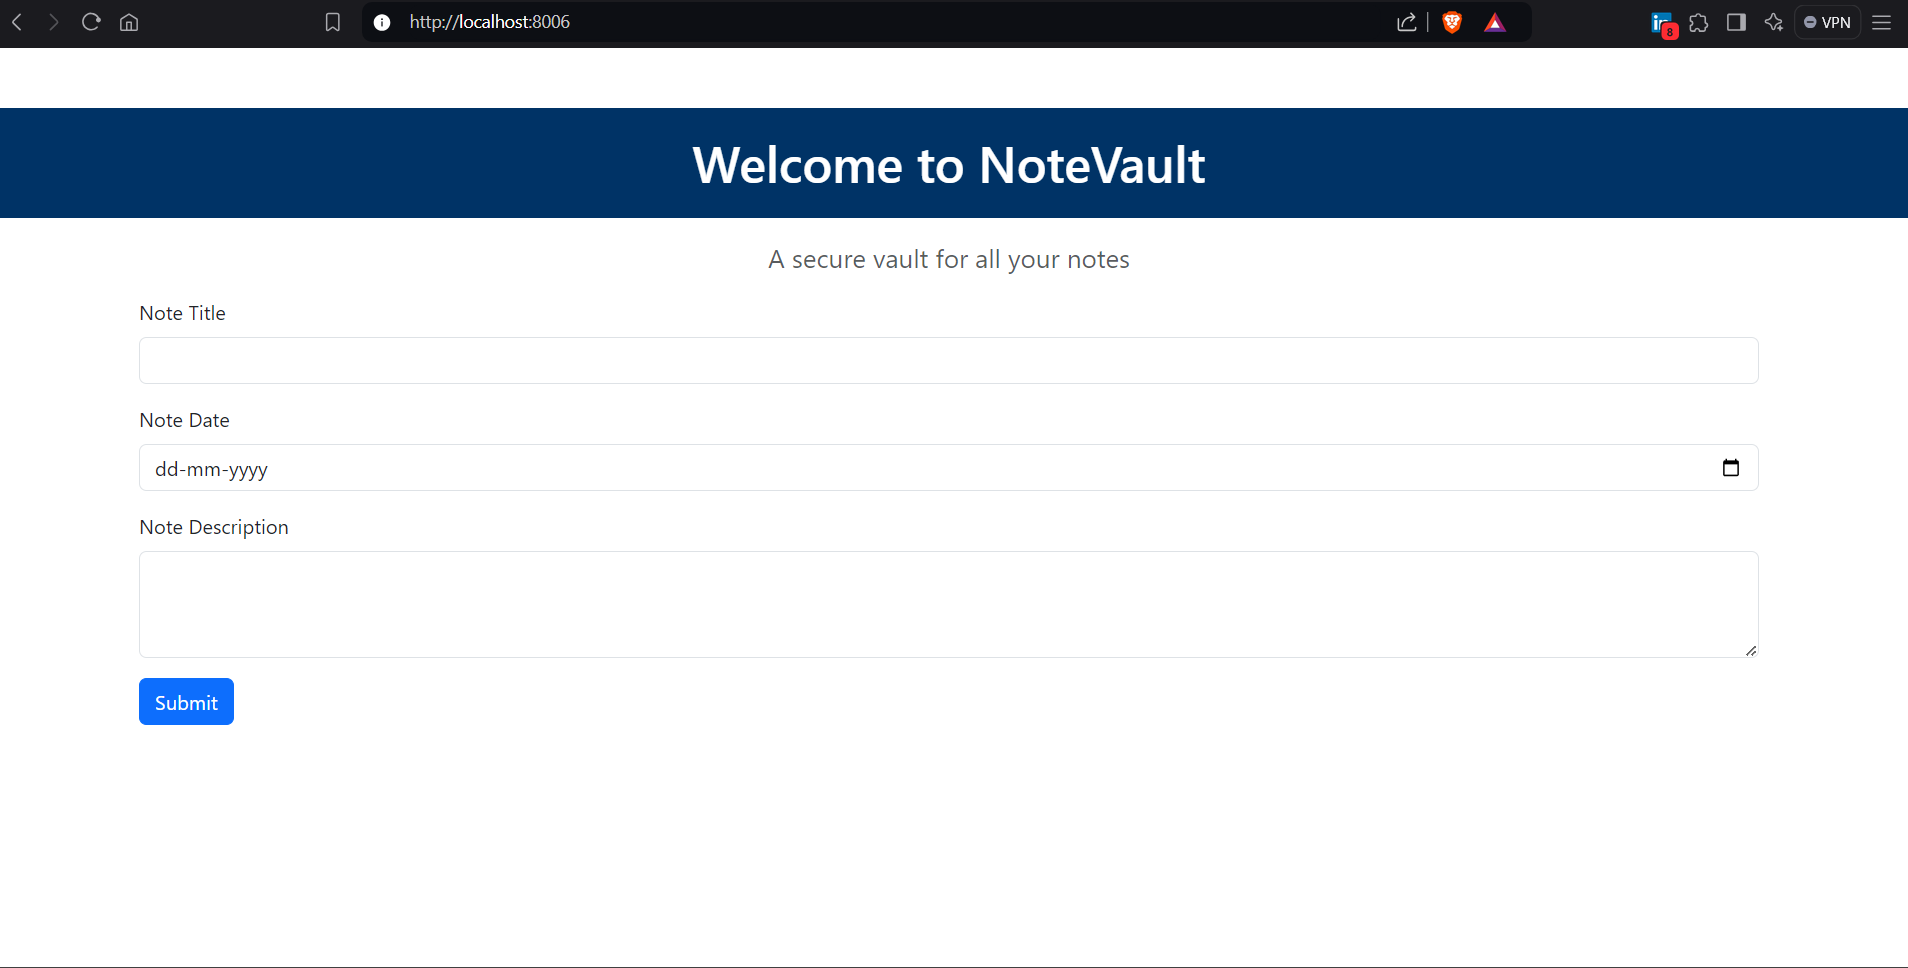 http://localhost:8006
in
8
VPN
Welcome to NoteVault
A secure vault for all your notes
Note Title
Note Date
dd-mm-yyyy
Note Description
Submit